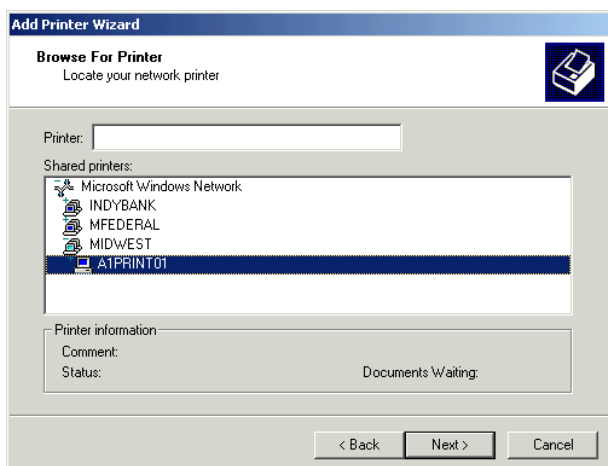 Add Printer Wizard
Browse For Printer
Locate your network printer
Printer:
Shared printers:
Microsoft Windows Network
INDYBANK
MFEDERAL
MIDWEST
A1PRINT01
Printer information
Comment:
Status: Documents Waiting:
< Back Next > Cancel